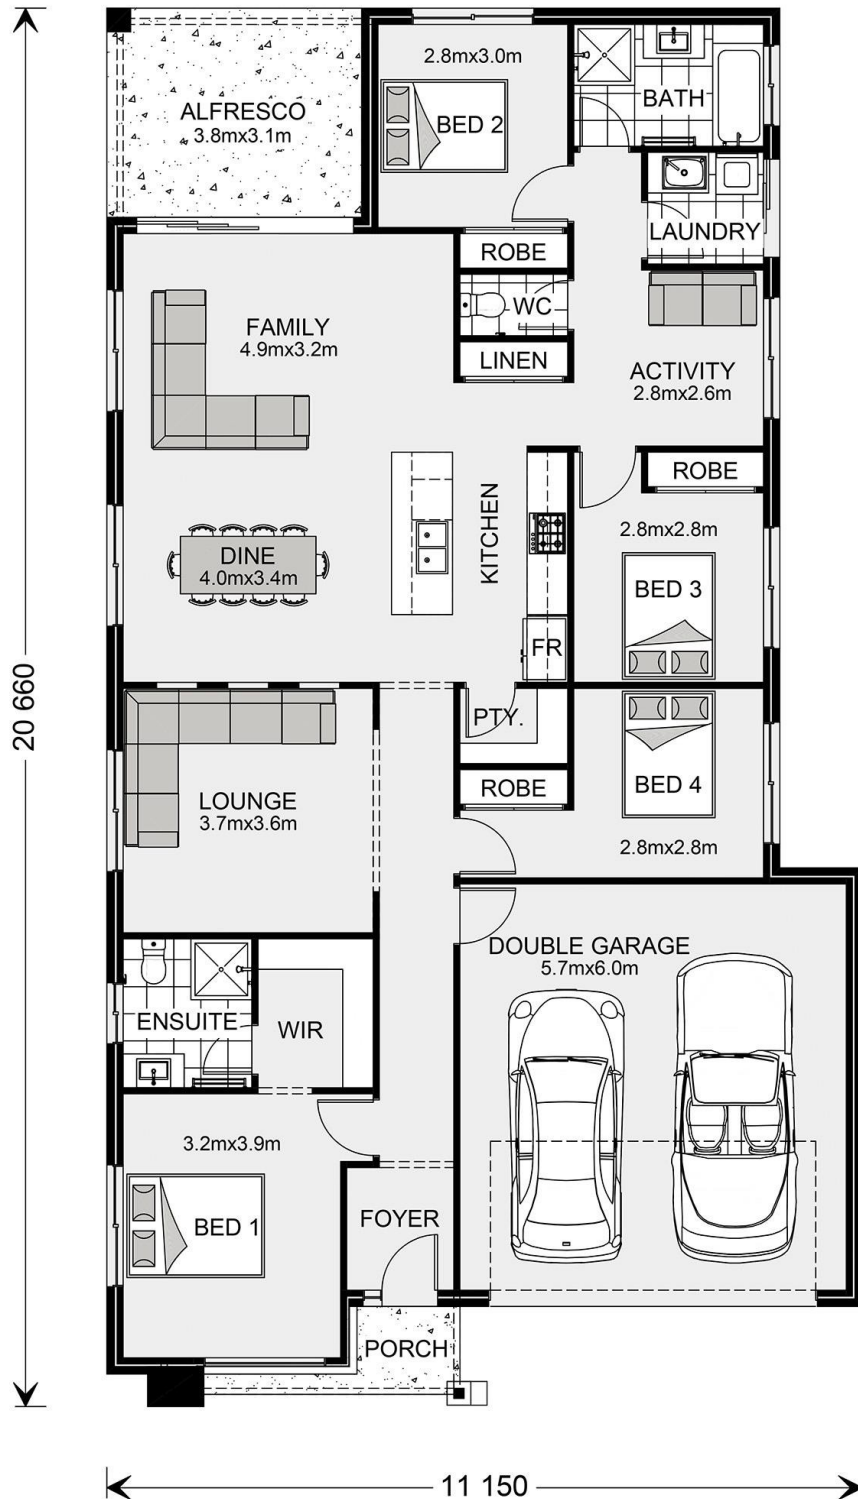 2.8mx3.0m
BED 2
BATH
ALFRESCO
3.8mx3.1m
LAUNDRY
ROBE
WC
LINEN
FAMILY
4.9mx3.2m
ACTIVITY
2.8mx2.6m
ROBE
KITCHEN
2.8mx2.8m
BED 3
DINE
4.0mx3.4m
FR
20 660
PTY.
ROBE
BED 4
2.8mx2.8m
LOUNGE
3.7mx3.6m
DOUBLE GARAGE
5.7mx6.0m
ENSUITE
WIR
3.2mx3.9m
BED 1
FOYER
PORCH
11 150